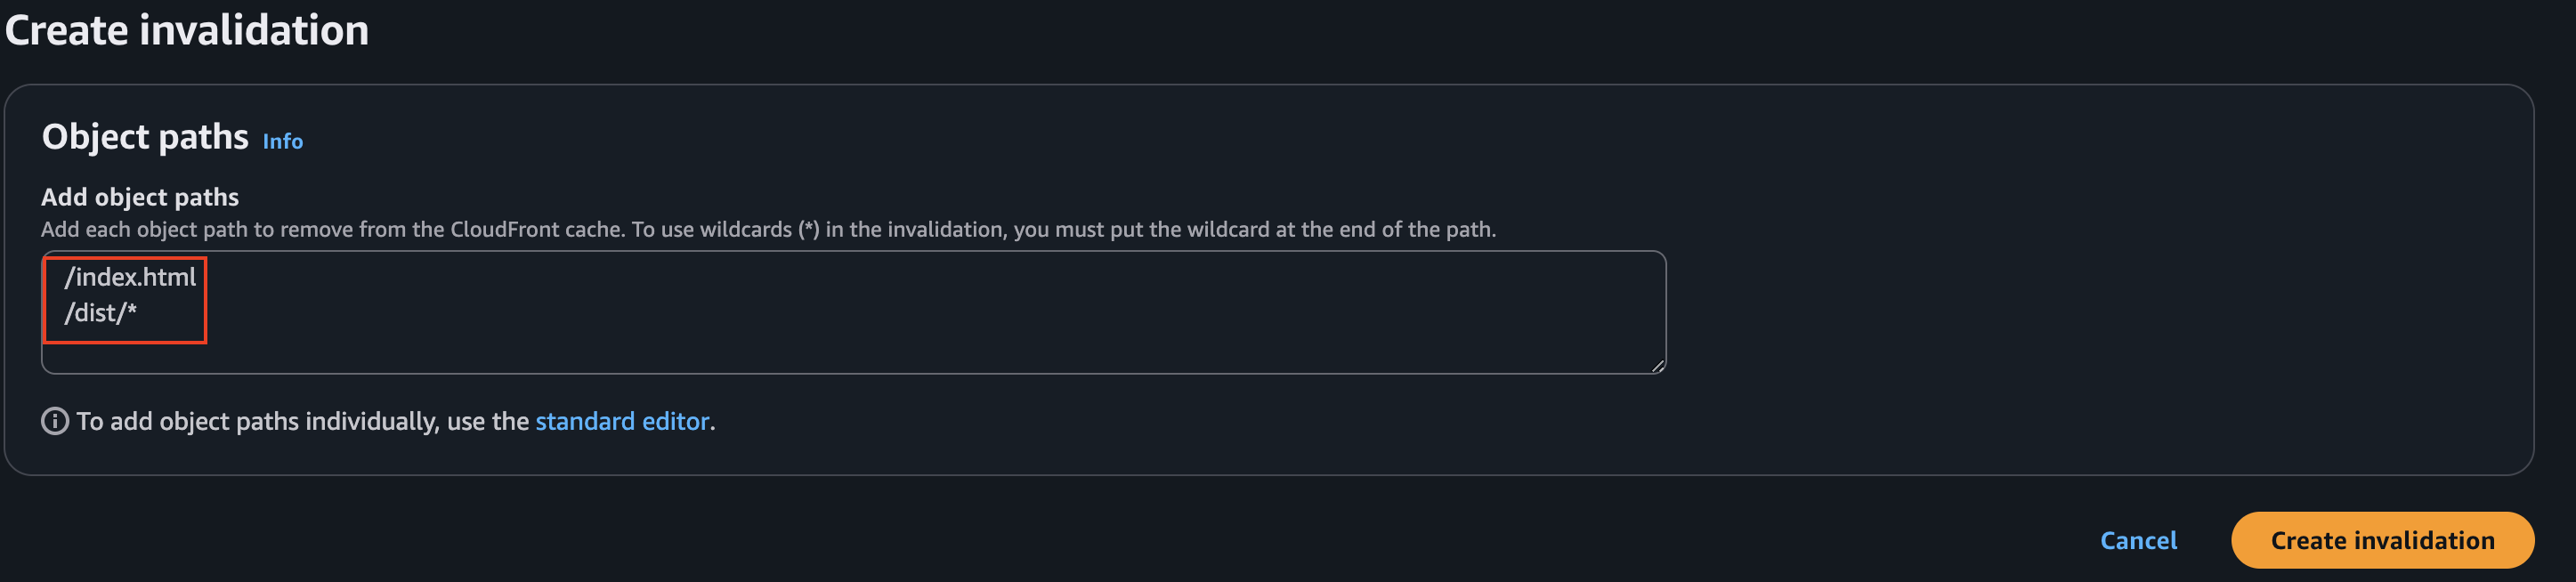 Create invalidation
Object paths Info
Add object paths
Add each object path to remove from the CloudFront cache. To use wildcards (*) in the invalidation, you must put the wildcard at the end of the path.
/index.html
/dist/*
To add object paths individually, use the standard editor.
Cancel Create invalidation